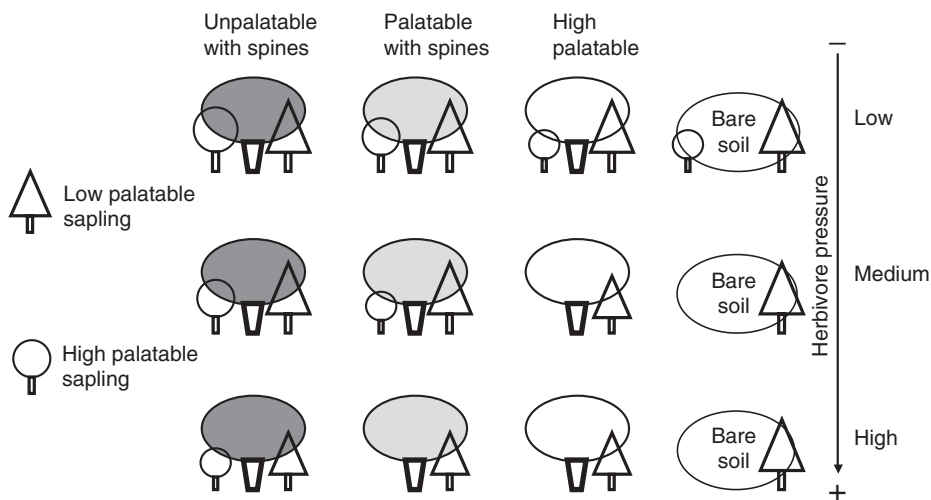 Unpalatable
with spines
Palatable
with spines
High
palatable
−
Bare
soil
Low
Low palatable
sapling
Herbivore pressure
Bare
soil
Medium
High palatable
sapling
Bare
soil
High
+